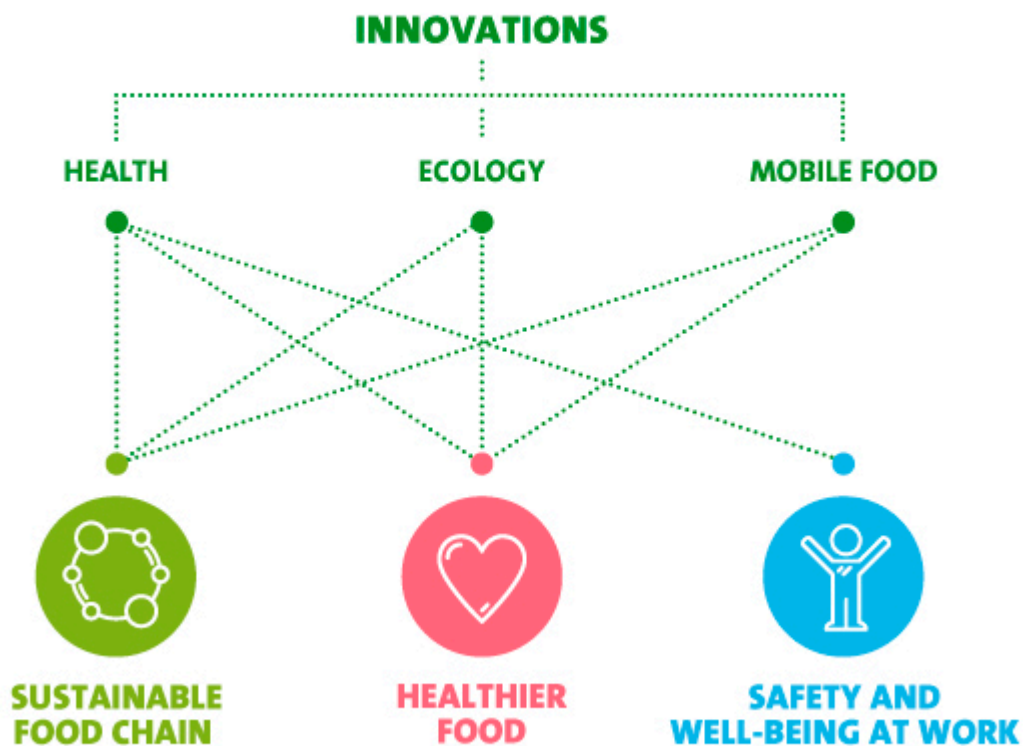 INNOVATIONS
HEALTH
ECOLOGY
MOBILE FOOD
SUSTAINABLE
FOOD CHAIN
HEALTHIER
FOOD
SAFETY AND
WELL-BEING AT WORK